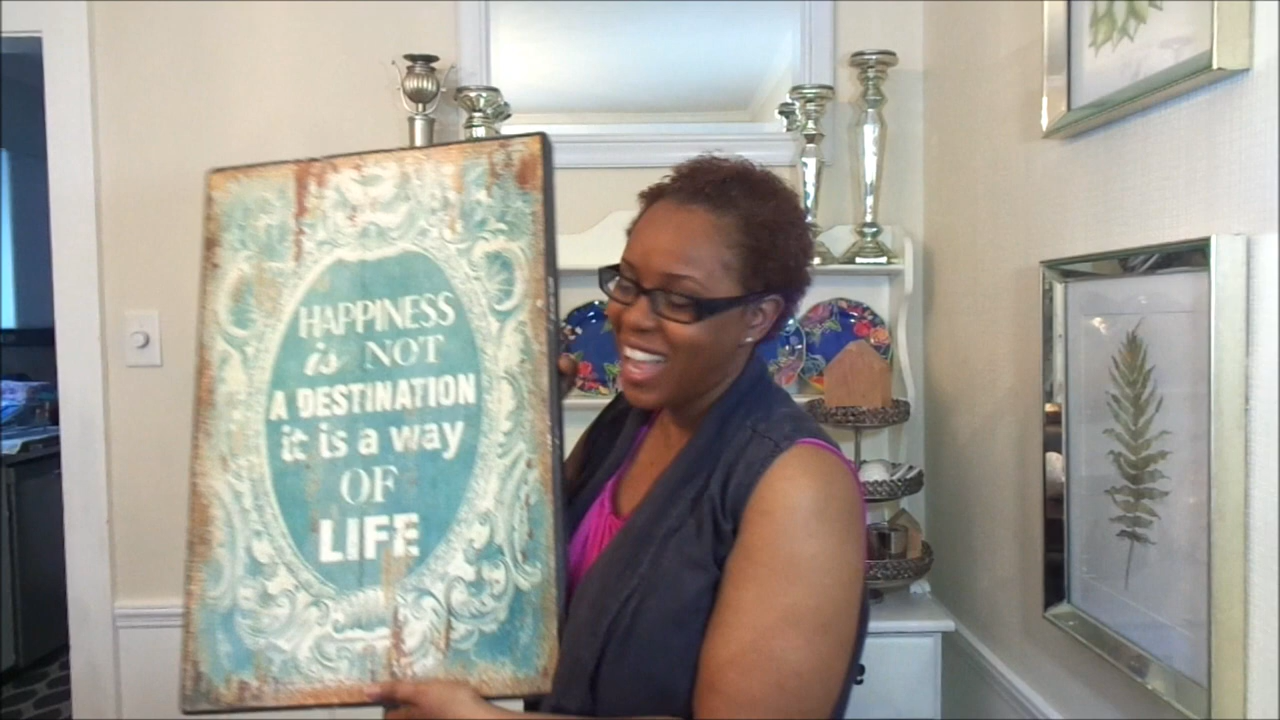 HAPPINESS
is NOT
A DESTINATION
it is a way
OF
LIFE